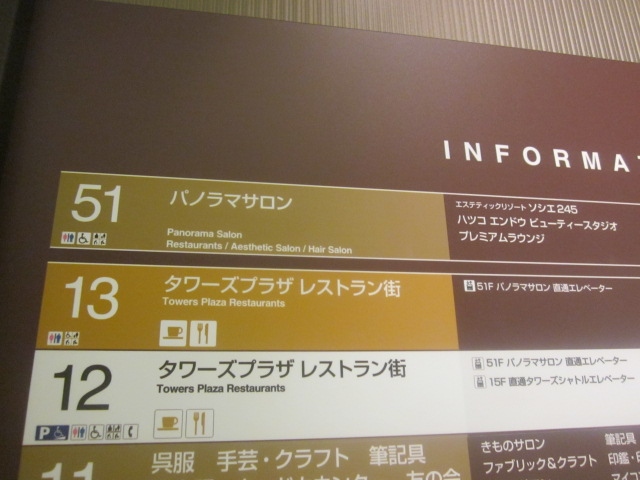 INFORMA
51 パノラマサロン
Panorama Salon
Restaurants / Aesthetic Salon / Hair Salon
エステティックリゾート ソシエ245
ハツコ エンドウ ビューティースタジオ
プレミアムラウンジ
13 タワーズプラザ レストラン街
Towers Plaza Restaurants
51F パノラマサロン 直通エレベーター
12 タワーズプラザ レストラン街
Towers Plaza Restaurants
51F パノラマサロン 直通エレベーター
15F 直通タワーズシャトルエレベーター
P
11 呉服 手芸・クラフト 筆記具
友の会
きものサロン 筆記具
ファブリック&クラフト 印鑑・印